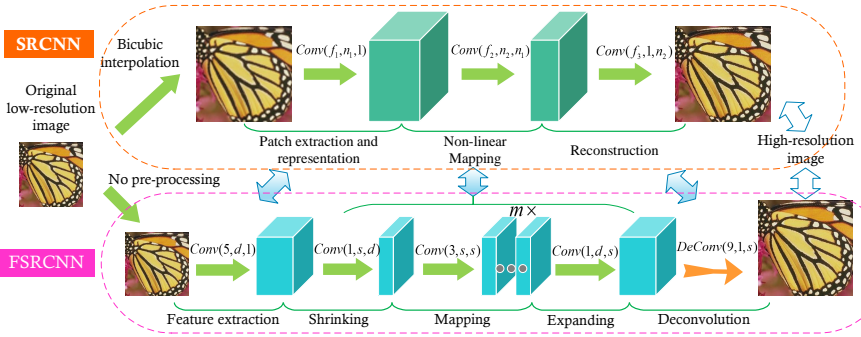 SRCNN
Bicubic
interpolation
Conv(f₁,n₁,1)
Conv(f₂,n₂,n₁)
Conv(f₃,1,n₂)
Original
low-resolution
image
Patch extraction and
representation
Non-linear
Mapping
Reconstruction
High-resolution
image
No pre-processing
m×
FSRCNN
Conv(5,d,1)
Conv(1,s,d)
Conv(3,s,s)
Conv(1,d,s)
DeConv(9,1,s)
Feature extraction
Shrinking
Mapping
Expanding
Deconvolution